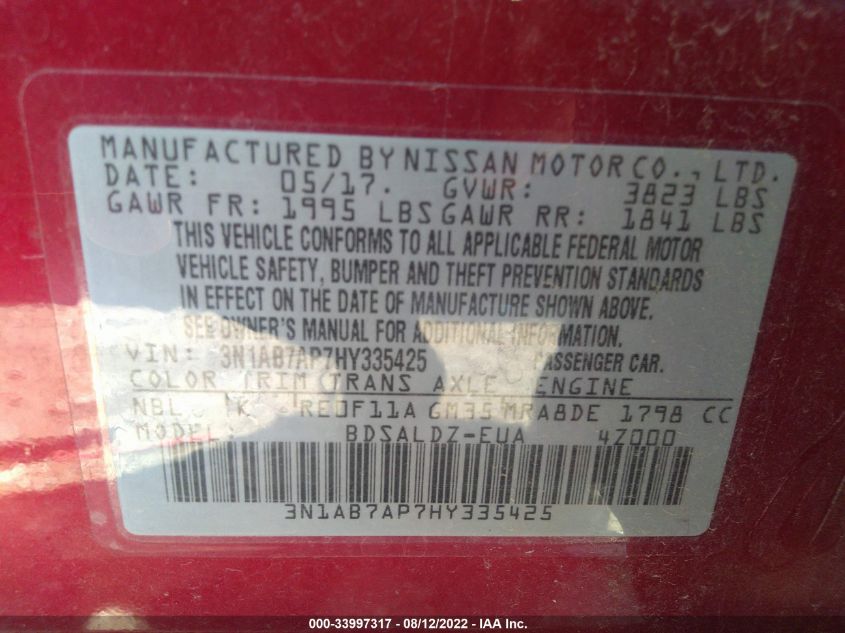 MANUFACTURED BY NISSAN MOTOR CO., LTD.
DATE: 05/17. GVWR: 3823 LBS
GAWR FR: 1995 LBS GAWR RR: 1841 LBS
THIS VEHICLE CONFORMS TO ALL APPLICABLE FEDERAL MOTOR
VEHICLE SAFETY, BUMPER AND THEFT PREVENTION STANDARDS
IN EFFECT ON THE DATE OF MANUFACTURE SHOWN ABOVE.
SEE OWNER'S MANUAL FOR ADDITIONAL INFORMATION.
VIN: 3N1AB7AP7HY335425 PASSENGER CAR.
COLOR TRIM TRANS AXLE ENGINE
NBL K RE0F11A GM35 MRA8DE 1798 CC
MODEL: BDSALDZ-EUA 4Z000
3N1AB7AP7HY335425
000-33997317 - 08/12/2022 - IAA Inc.